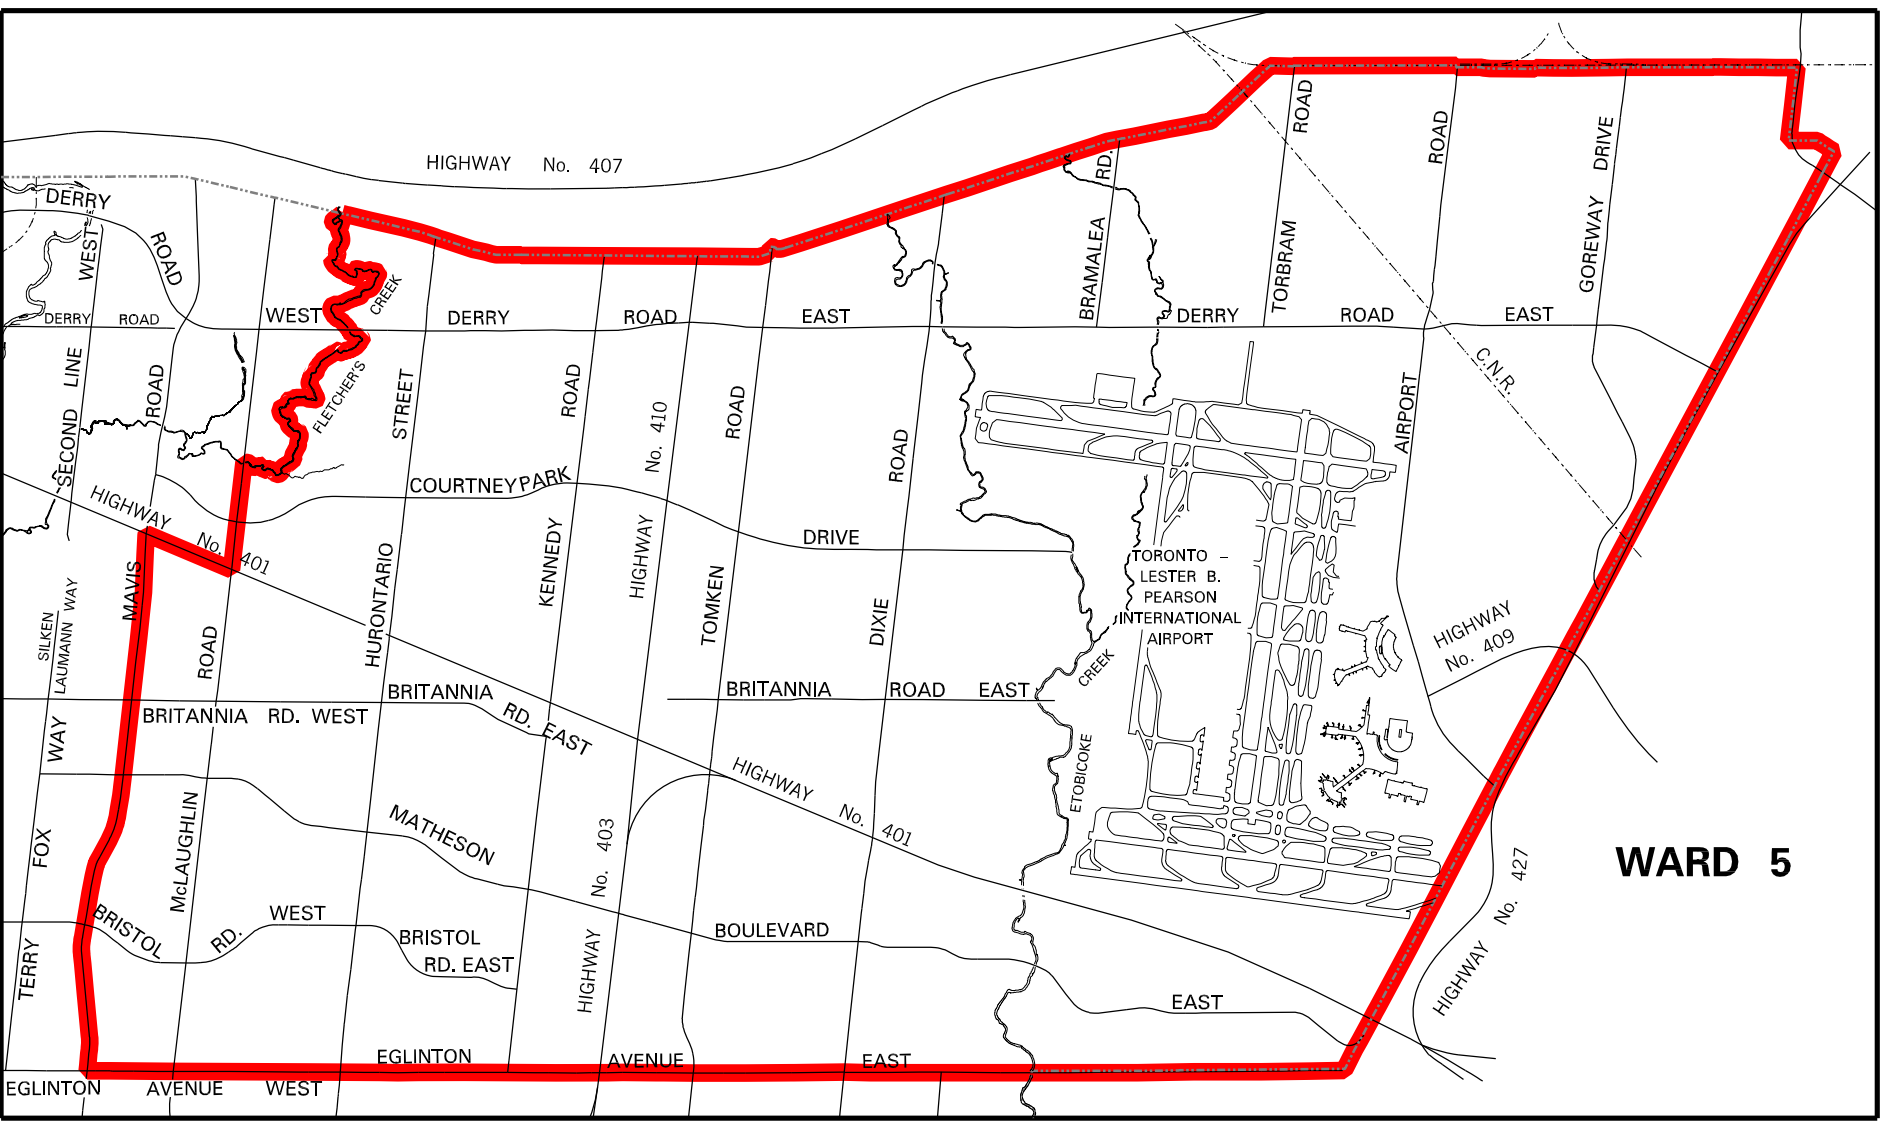 HIGHWAY No. 407
DERRY
ROAD
WEST
DERRY ROAD
WEST
DERRY ROAD EAST
DERRY ROAD EAST
BRAMALEA RD.
TORBRAM ROAD
AIRPORT ROAD
GOREWAY DRIVE
C.N.R.
SECOND LINE WEST
FLETCHER'S CREEK
HURONTARIO STREET
KENNEDY ROAD
HIGHWAY No. 410
TOMKEN ROAD
DIXIE ROAD
COURTNEYPARK DRIVE
HIGHWAY No. 401
MAVIS ROAD
McLAUGHLIN ROAD
SILKEN
LAUMANN WAY
TORONTO –
LESTER B.
PEARSON
INTERNATIONAL
AIRPORT
HIGHWAY
No. 409
ETOBICOKE CREEK
BRITANNIA RD. WEST
BRITANNIA RD. EAST
BRITANNIA ROAD EAST
HIGHWAY No. 401
MATHESON BOULEVARD EAST
HIGHWAY No. 403
TERRY FOX WAY
BRISTOL RD. WEST
BRISTOL
RD. EAST
HIGHWAY No. 427
WARD 5
EGLINTON AVENUE EAST
EGLINTON AVENUE WEST